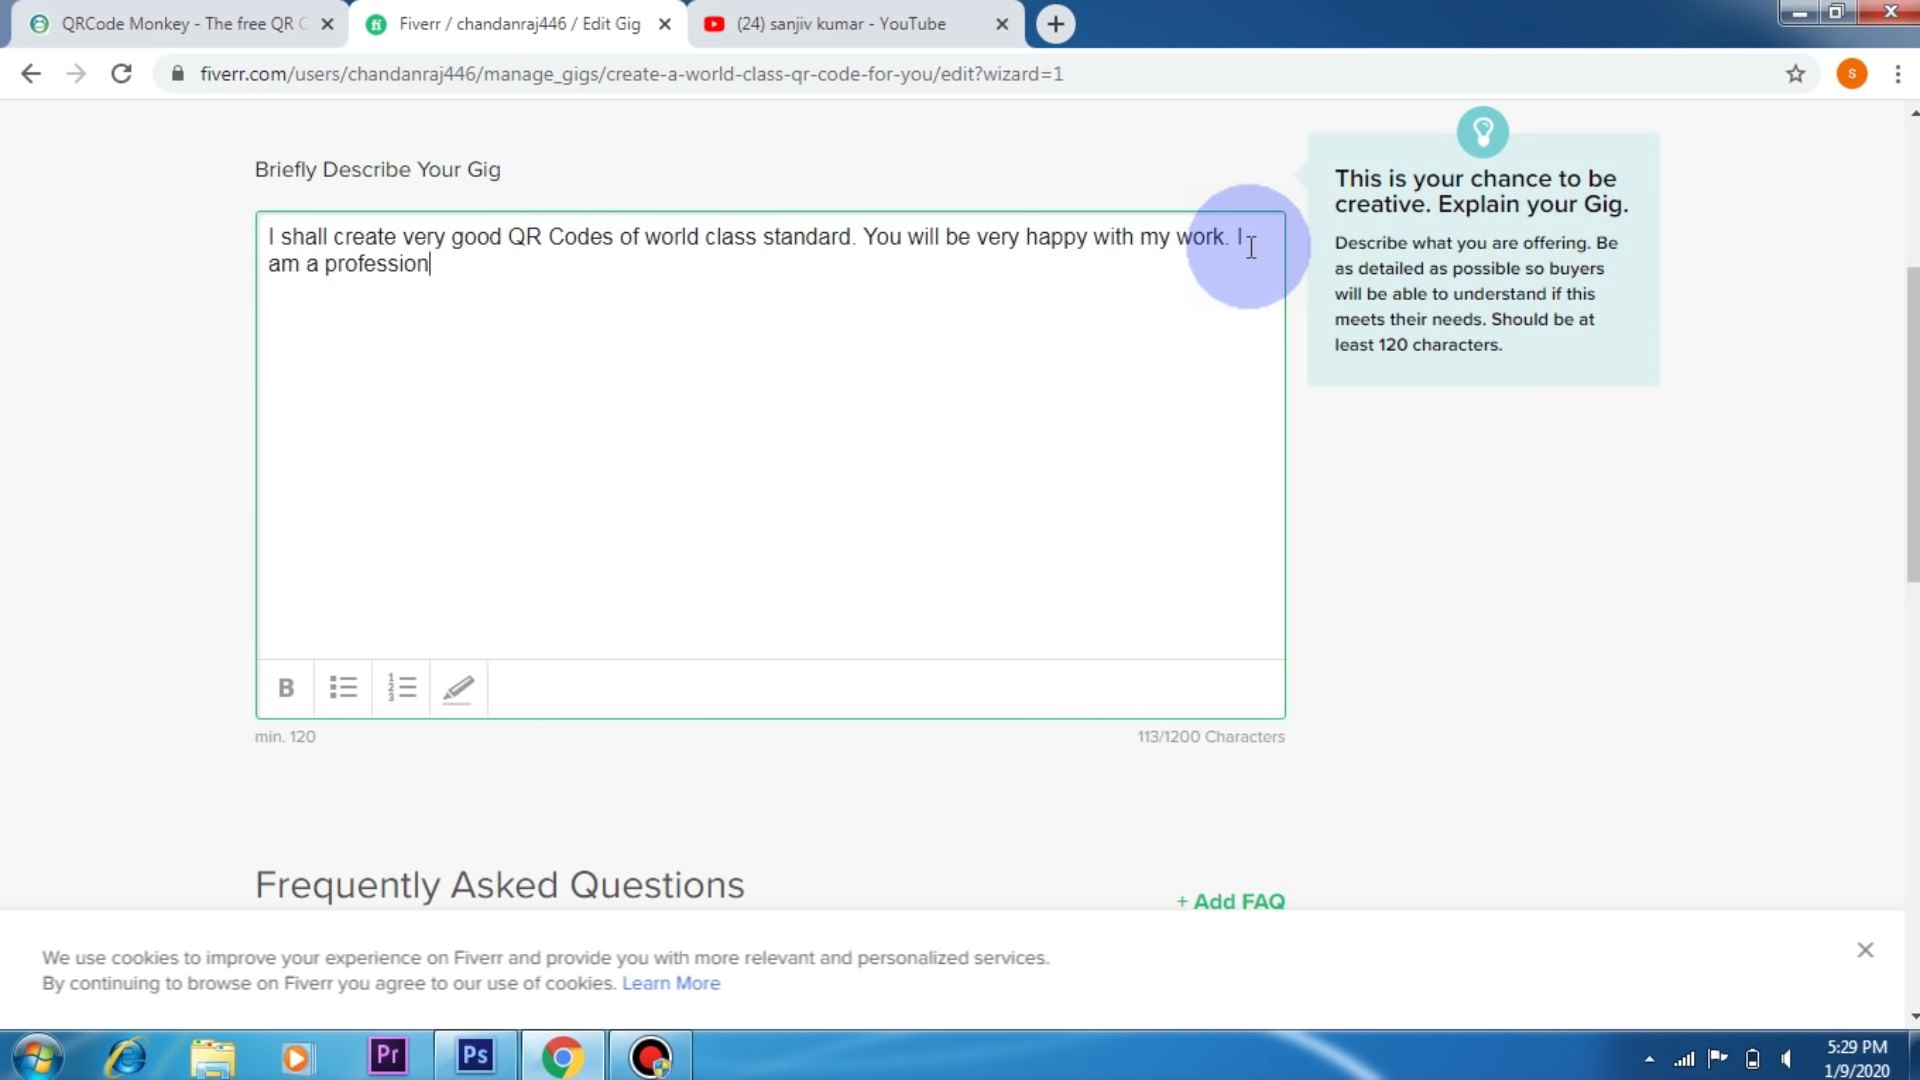 QRCode Monkey - The free QR C
Fiverr / chandanraj446 / Edit Gig
(24) sanjiv kumar - YouTube
fiverr.com/users/chandanraj446/manage_gigs/create-a-world-class-qr-code-for-you/edit?wizard=1
S
Briefly Describe Your Gig
I shall create very good QR Codes of world class standard. You will be very happy with my work. I
am a profession
B
min. 120
113/1200 Characters
This is your chance to be
creative. Explain your Gig.
Describe what you are offering. Be
as detailed as possible so buyers
will be able to understand if this
meets their needs. Should be at
least 120 characters.
Frequently Asked Questions
+ Add FAQ
We use cookies to improve your experience on Fiverr and provide you with more relevant and personalized services.
By continuing to browse on Fiverr you agree to our use of cookies. Learn More
Pr
Ps
5:29 PM
1/9/2020